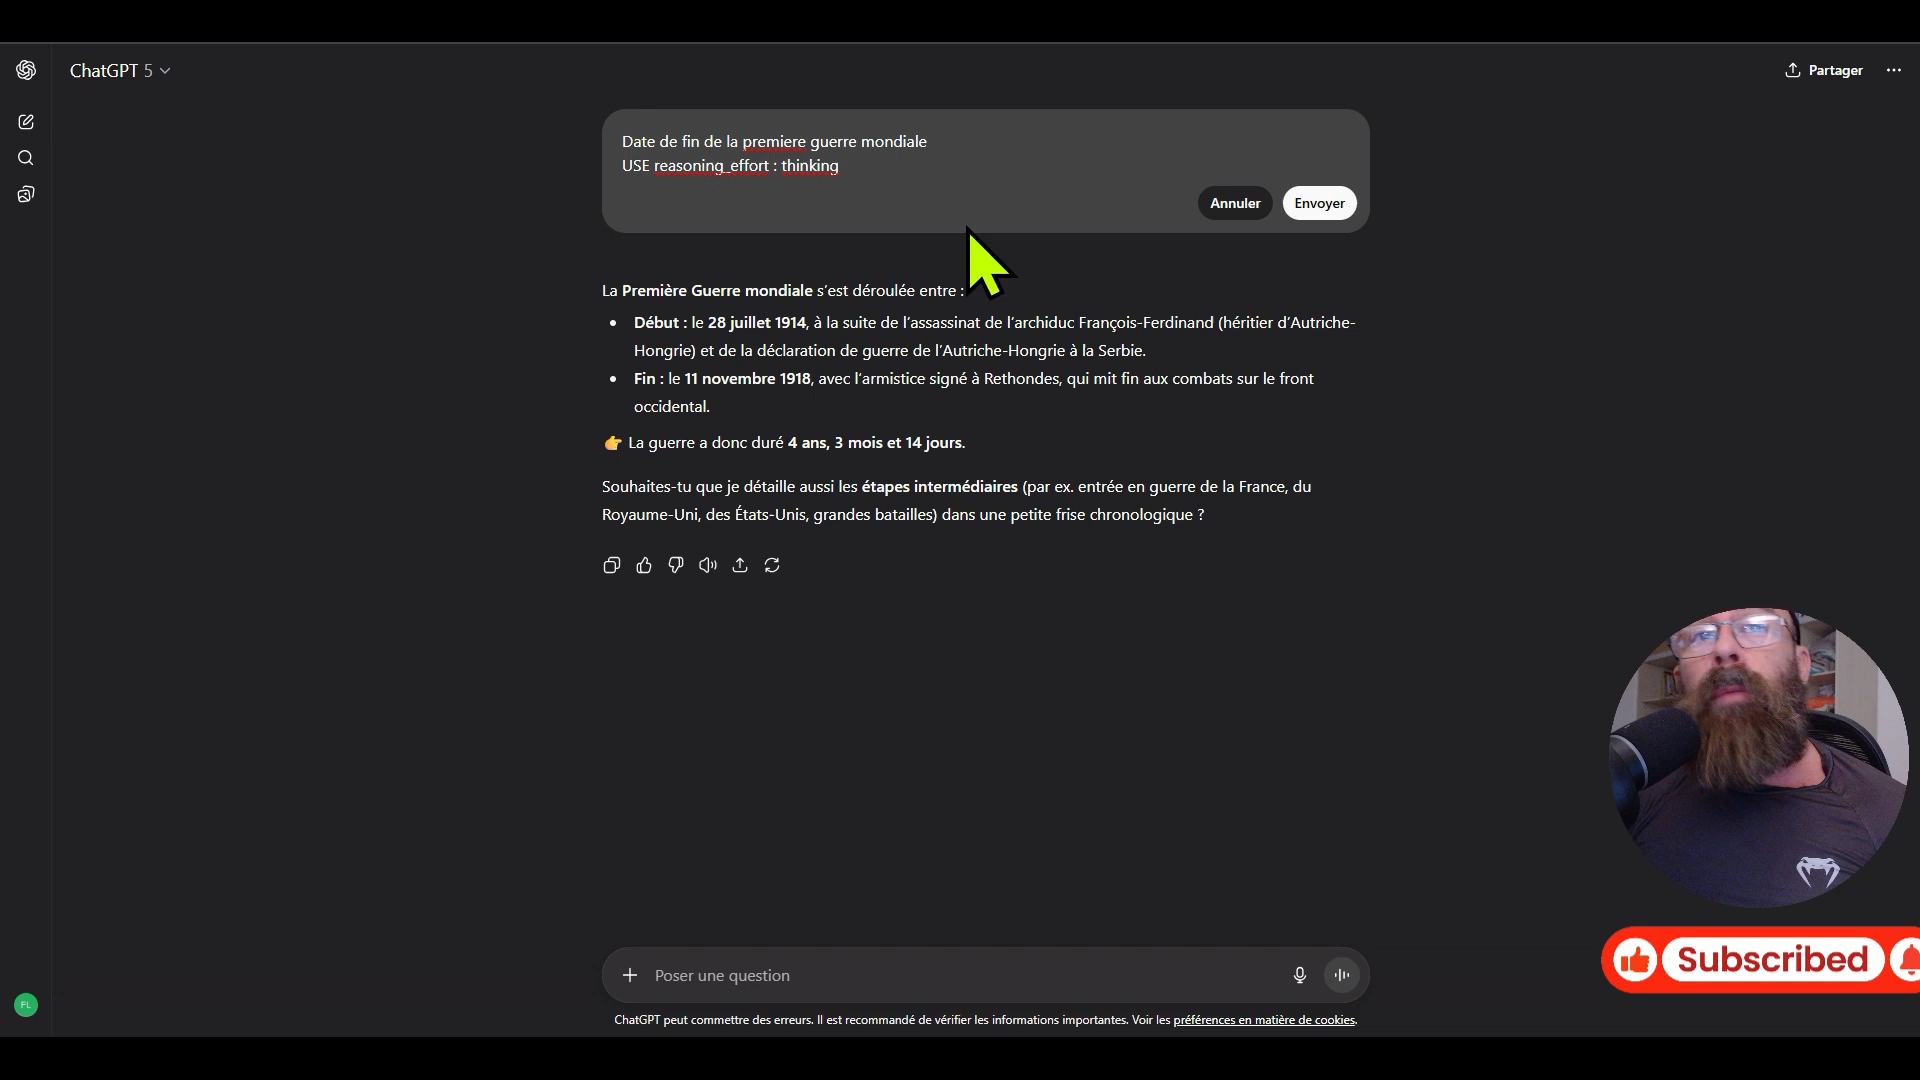 ChatGPT 5
Partager
Date de fin de la premiere guerre mondiale
USE reasoning_effort : thinking
Annuler
Envoyer
La Première Guerre mondiale s'est déroulée entre :
• Début : le 28 juillet 1914, à la suite de l'assassinat de l'archiduc François-Ferdinand (héritier d'Autriche-
Hongrie) et de la déclaration de guerre de l'Autriche-Hongrie à la Serbie.
• Fin : le 11 novembre 1918, avec l'armistice signé à Rethondes, qui mit fin aux combats sur le front
occidental.
👉 La guerre a donc duré 4 ans, 3 mois et 14 jours.
Souhaites-tu que je détaille aussi les étapes intermédiaires (par ex. entrée en guerre de la France, du
Royaume-Uni, des États-Unis, grandes batailles) dans une petite frise chronologique ?
Subscribed
Poser une question
FL
ChatGPT peut commettre des erreurs. Il est recommandé de vérifier les informations importantes. Voir les préférences en matière de cookies.